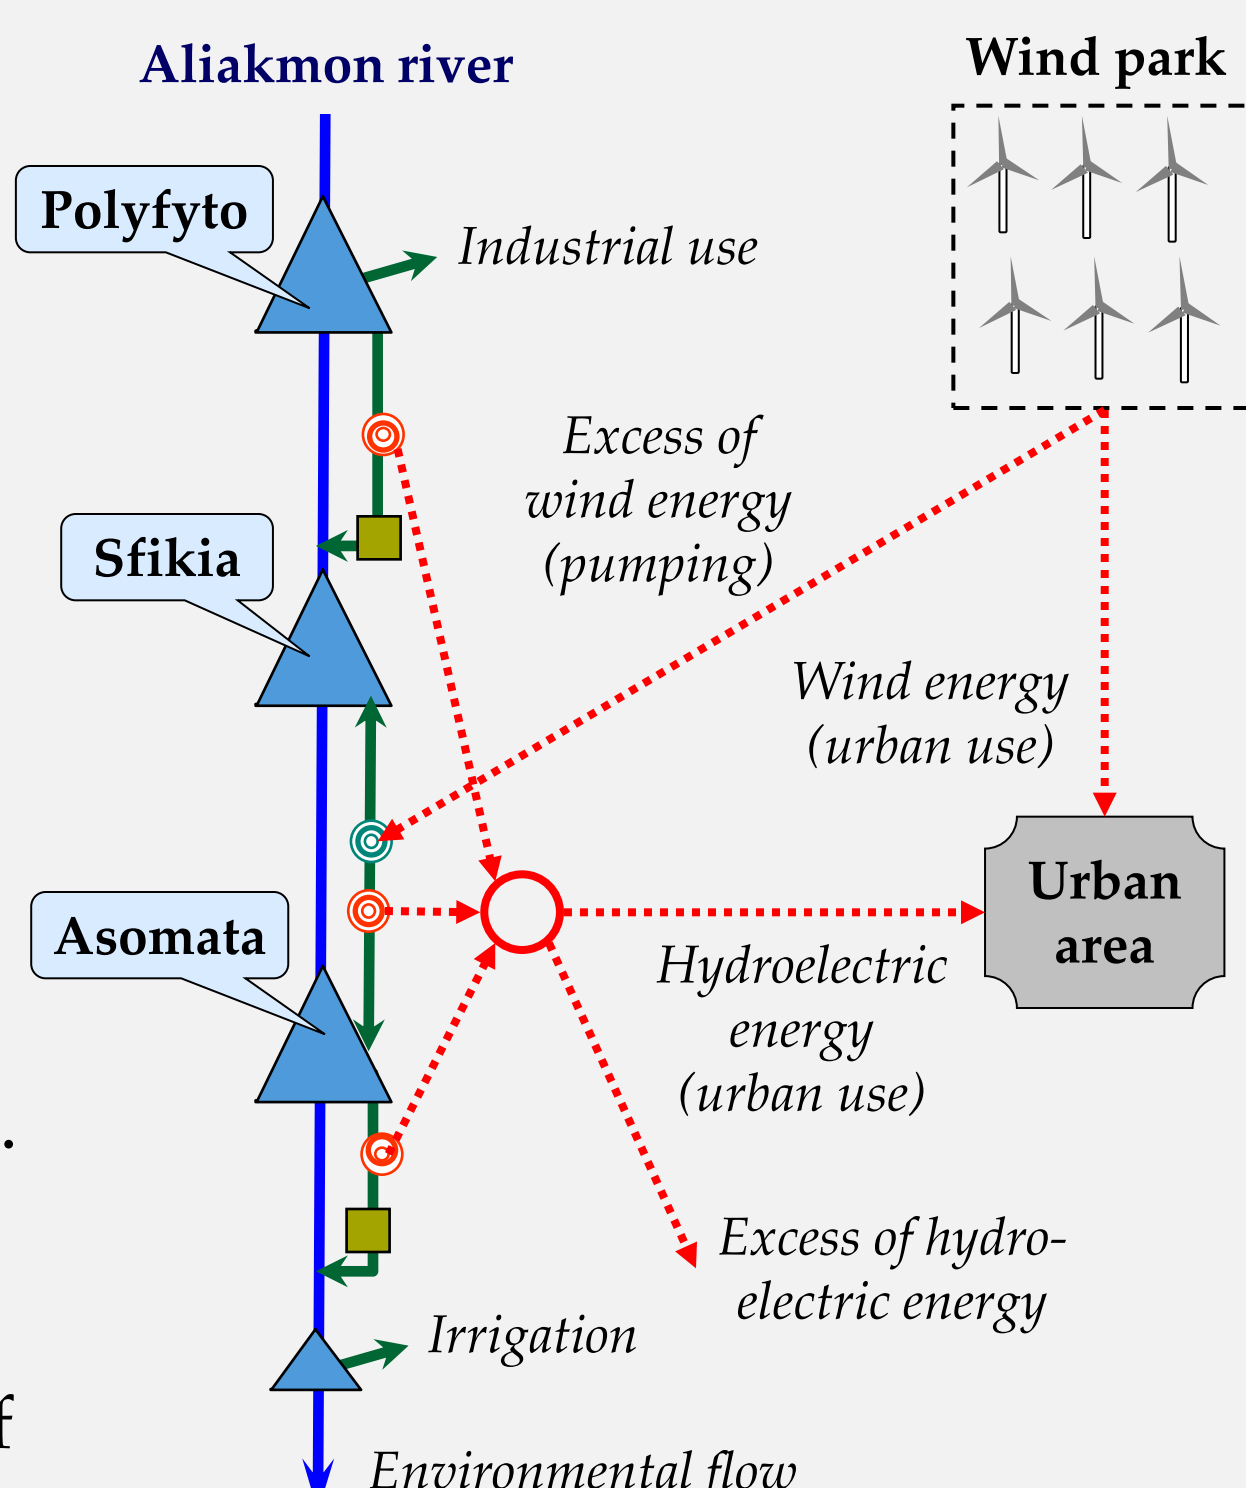 Aliakmon river
Wind park
Polyfyto
Industrial use
Excess of
wind energy
(pumping)
Sfikia
Wind energy
(urban use)
Urban
area
Asomata
Hydroelectric
energy
(urban use)
.
Excess of hydro-
electric energy
Irrigation
f
Environmental flow